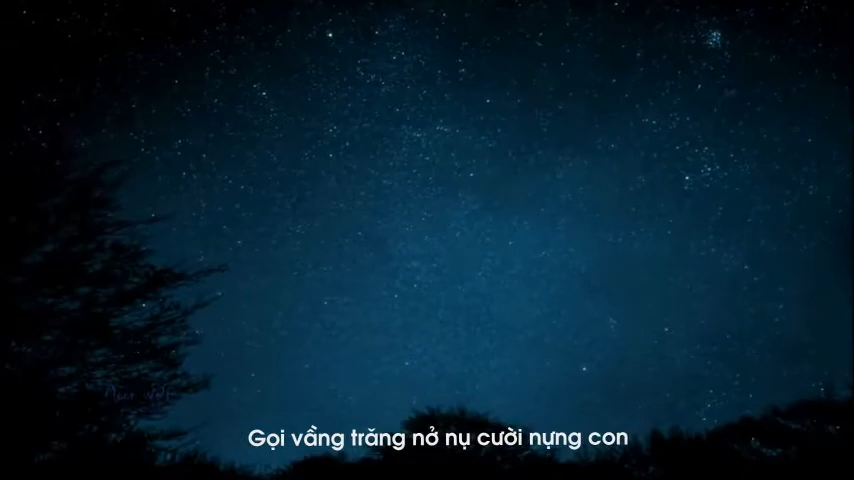 Gọi vầng trăng nở nụ cười nựng con